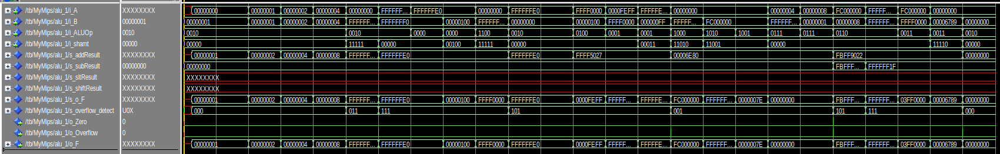 /tb/MyMips/alu_1/i_A XXXXXXXX 00000000 00000001 00000002 00000004 00000000 FFFFFF... FFFFFFE0 00000000 FFFFFFE0 FFFF0000 0000FEFF FFFFFE... 00000000 00000004 00000008 FC000000 FFFFF... FC000000 00000000
/tb/MyMips/alu_1/i_B 00000001 00000001 00000001 00000002 00000004 FFFFFF... FFFFFFF0 00000100 FFFFFF... 00000000 00000100 FFFF0000 000000FF FFFFF... FC000000 FFFFFF... 00000001 00000008 FFFFFF... FFFF0000 00006789 00000000
/tb/MyMips/alu_1/i_ALUOp 0010 0010 0010 0000 0000 1100 0010 0100 0001 0001 1000 1010 1001 0111 0111 0110 0011 0011 0010
/tb/MyMips/alu_1/i_shamt 00000 00000 11111 00000 00100 11111 00000 00011 11010 11001 00000 11110 00000
/tb/MyMips/alu_1/s_addResult XXXXXXXX 00000001 00000002 00000004 00000008 FFFFFF... FFFFFFE0 FFFFFFE0 FFFF5027 00006E80 FBFF9022 00000000
/tb/MyMips/alu_1/s_subResult 00000000 00000000 FBFFF... FFFFFF1F
/tb/MyMips/alu_1/s_sltResult XXXXXXXX XXXXXXXX
/tb/MyMips/alu_1/s_shiftResult XXXXXXXX XXXXXXXX
/tb/MyMips/alu_1/s_o_F XXXXXXXX 00000001 00000002 00000004 00000008 FFFFFF... FFFFFFE0 00000100 FFFF0000 FFFFFFE0 0000FEFF FFFFF... FFFFFE... FC000000 FFFFFF... 0000007E 00000000 FBFFF... FFFFFF... 03FF0000 00006789 00000000
/tb/MyMips/alu_1/s_overflow_detect U0X 000 011 111 101 001 101 111 000
/tb/MyMips/alu_1/o_Zero 0
/tb/MyMips/alu_1/o_Overflow 0
/tb/MyMips/alu_1/o_F XXXXXXXX 00000001 00000002 00000004 00000008 FFFFFF... FFFFFFE0 00000100 FFFF0000 FFFFFFE0 0000FEFF FFFFF... FFFFFE... FC000000 FFFFFF... 0000007E 00000000 FBFFF... FFFFFF... 03FF0000 00006789 00000000